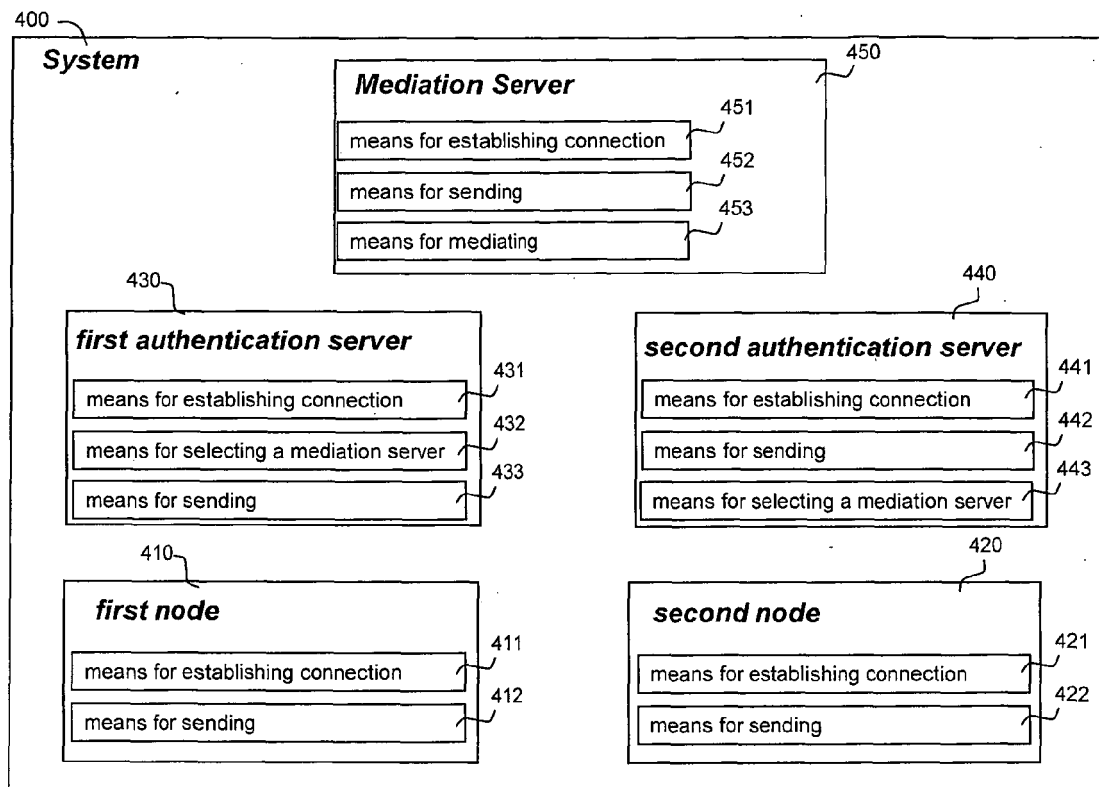 400
System
450
Mediation Server
451
means for establishing connection
452
means for sending
453
means for mediating
430
first authentication server
431
means for establishing connection
432
means for selecting a mediation server
433
means for sending
440
second authentication server
441
means for establishing connection
442
means for sending
443
means for selecting a mediation server
410
first node
411
means for establishing connection
412
means for sending
420
second node
421
means for establishing connection
422
means for sending